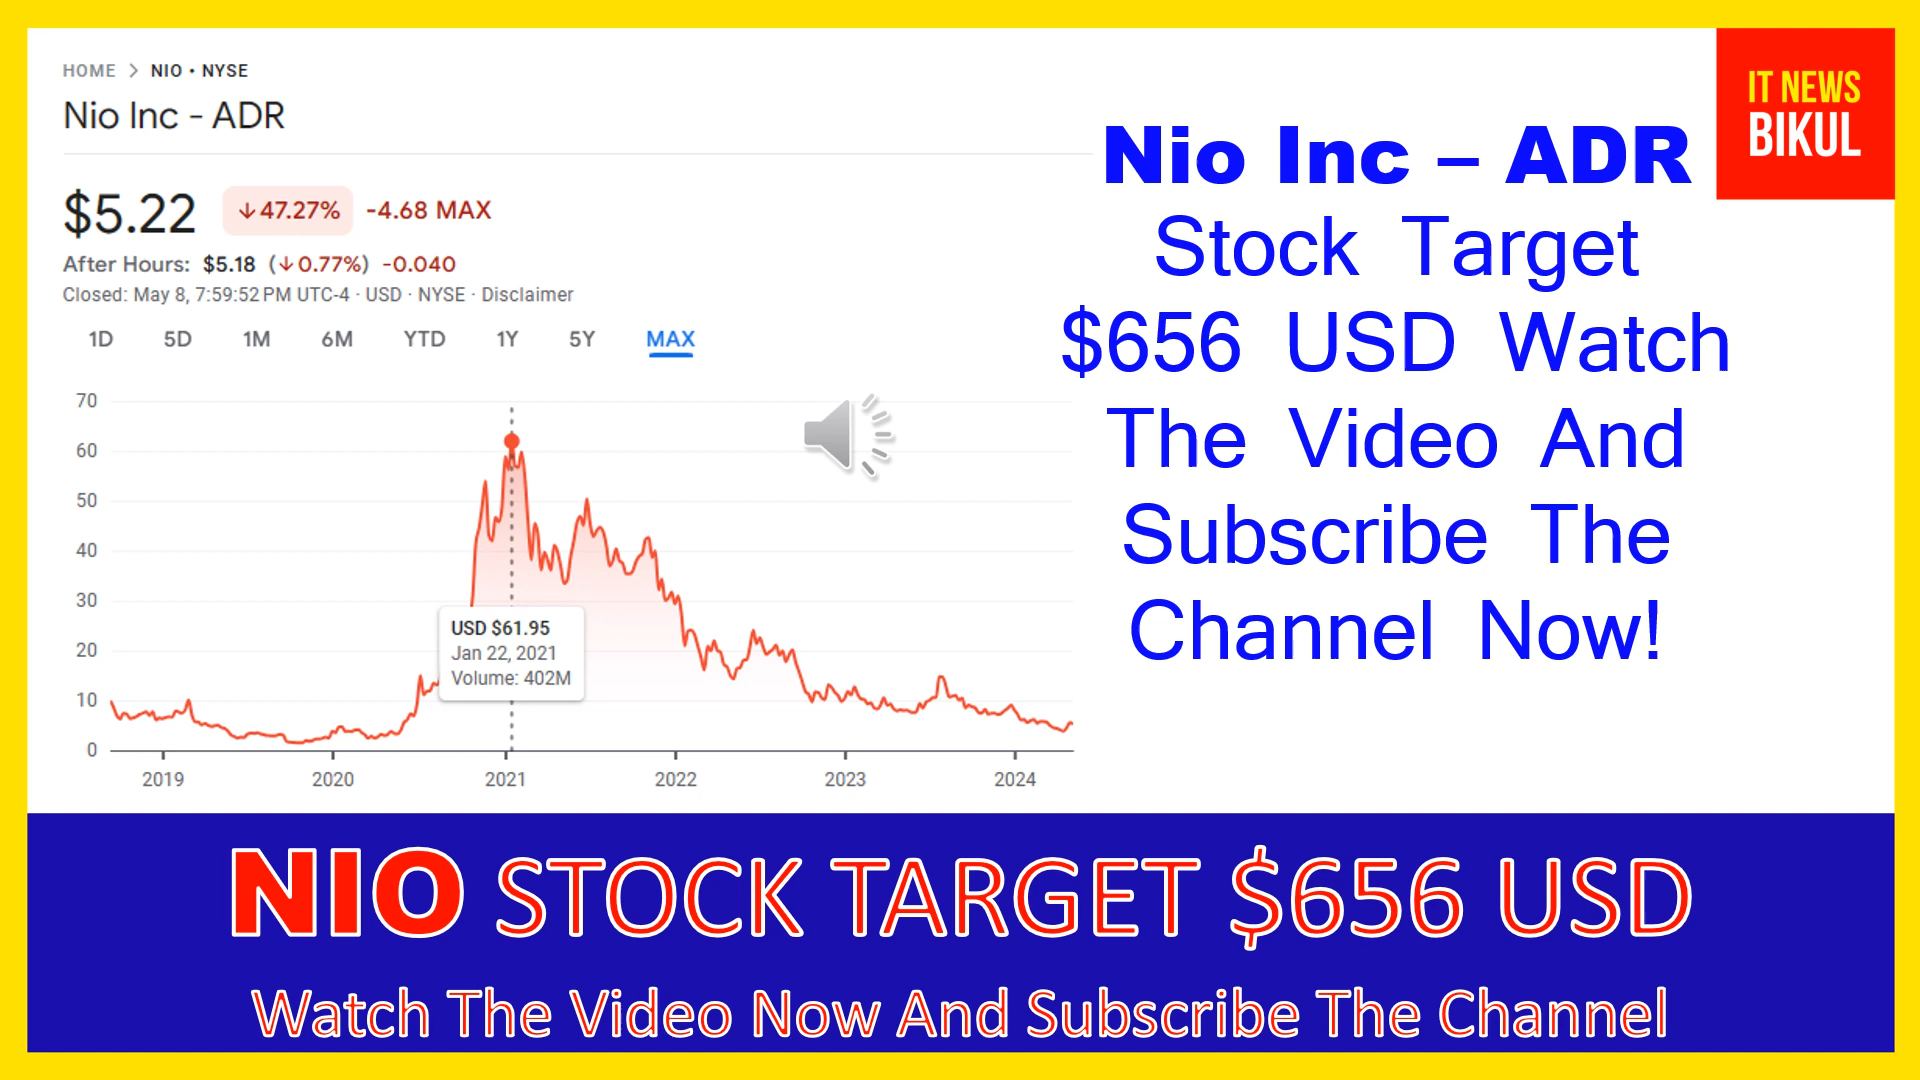 HOME > NIO • NYSE
Nio Inc - ADR
$5.22 ↓47.27% -4.68 MAX
After Hours: $5.18 (↓0.77%) -0.040
Closed: May 8, 7:59:52 PM UTC-4 · USD · NYSE · Disclaimer
1D 5D 1M 6M YTD 1Y 5Y MAX
70
60
50
40
30
20
10
0
USD $61.95
Jan 22, 2021
Volume: 402M
2019 2020 2021 2022 2023 2024
Nio Inc – ADR
Stock Target
$656 USD Watch
The Video And
Subscribe The
Channel Now!
IT NEWS
BIKUL
NIO STOCK TARGET $656 USD
Watch The Video Now And Subscribe The Channel